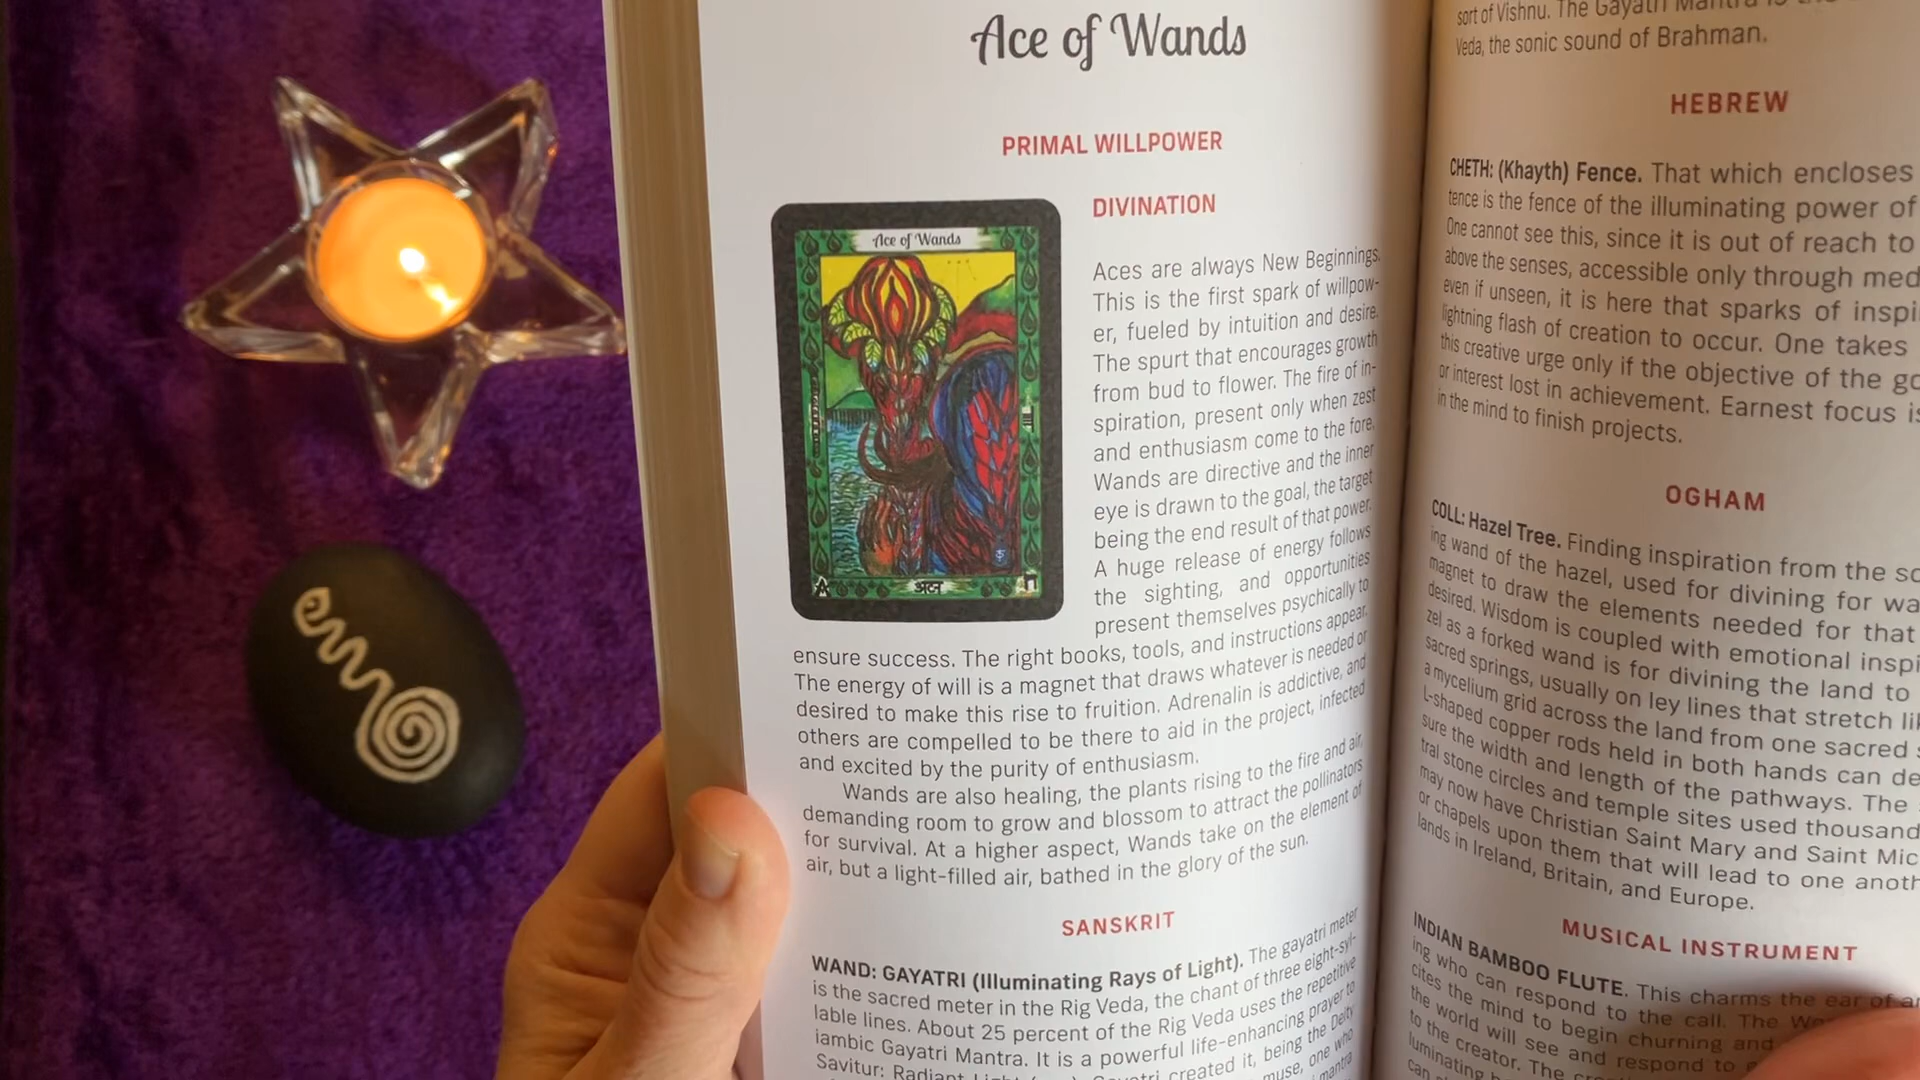 Ace of Wands
PRIMAL WILLPOWER
Ace of Wands
अल्ल
DIVINATION
Aces are always New Beginnings.
This is the first spark of willpow-
er, fueled by intuition and desire.
The spurt that encourages growth
from bud to flower. The fire of in-
spiration, present only when zest
and enthusiasm come to the fore.
Wands are directive and the inner
eye is drawn to the goal, the target
being the end result of that power.
A huge release of energy follows
the sighting, and opportunities
present themselves psychically to
ensure success. The right books, tools, and instructions appear.
The energy of will is a magnet that draws whatever is needed or
desired to make this rise to fruition. Adrenalin is addictive, and
others are compelled to be there to aid in the project, infected
and excited by the purity of enthusiasm.
Wands are also healing, the plants rising to the fire and air,
demanding room to grow and blossom to attract the pollinators
for survival. At a higher aspect, Wands take on the element of
air, but a light-filled air, bathed in the glory of the sun.
SANSKRIT
WAND: GAYATRI (Illuminating Rays of Light). The gayatri meter
is the sacred meter in the Rig Veda, the chant of three eight-syl-
lable lines. About 25 percent of the Rig Veda uses the repetitive
iambic Gayatri Mantra. It is a powerful life-enhancing prayer to
Savitur: Radiant Light Gayatri created it, being the Deity
muse, one who
mantra
sort of Vishnu. The Gayatri Mantra is
Veda, the sonic sound of Brahman.
HEBREW
CHETH: (Khayth) Fence. That which encloses
tence is the fence of the illuminating power of
One cannot see this, since it is out of reach to
above the senses, accessible only through med
even if unseen, it is here that sparks of inspi
lightning flash of creation to occur. One takes
this creative urge only if the objective of the go
or interest lost in achievement. Earnest focus is
in the mind to finish projects.
OGHAM
COLL: Hazel Tree. Finding inspiration from the so
ing wand of the hazel, used for divining for wa
magnet to draw the elements needed for that
desired. Wisdom is coupled with emotional inspi
zel as a forked wand is for divining the land to
sacred springs, usually on ley lines that stretch li
a mycelium grid across the land from one sacred s
L-shaped copper rods held in both hands can de
sure the width and length of the pathways. The
tral stone circles and temple sites used thousand
may now have Christian Saint Mary and Saint Mic
or chapels upon them that will lead to one anoth
lands in Ireland, Britain, and Europe.
MUSICAL INSTRUMENT
INDIAN BAMBOO FLUTE. This charms the ear of
ing who can respond to the call. The
cites the mind to begin churning and
the world will see and respond to
to the creator. The
luminating
can